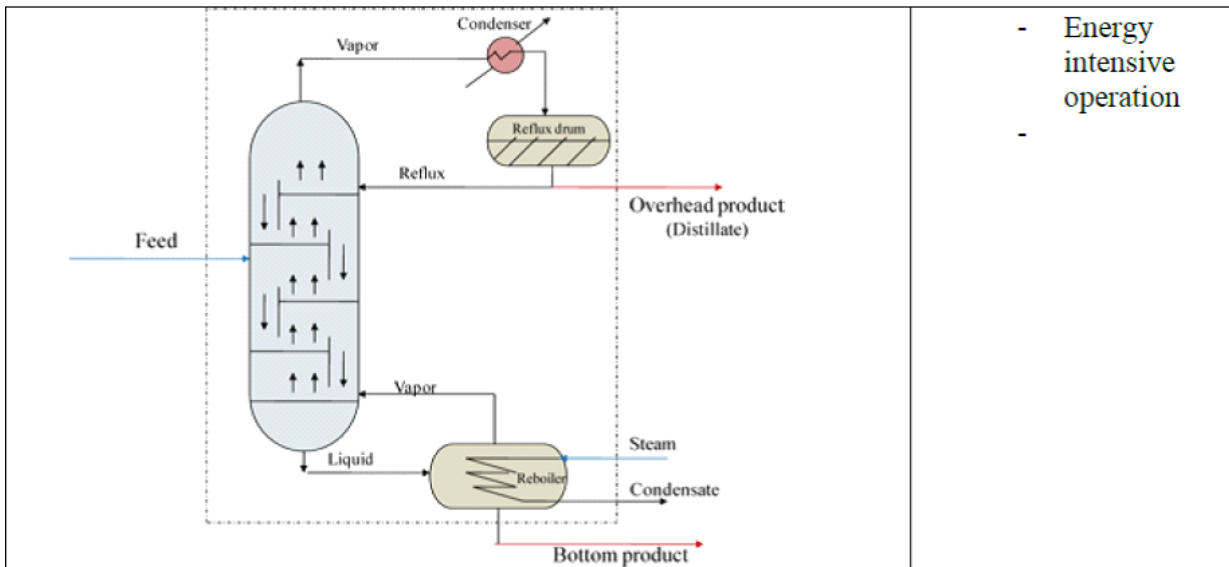 Condenser
Vapor
Reflux drum
Reflux
Overhead product
(Distillate)
Feed
Vapor
Steam
Liquid
Reboiler
Condensate
Bottom product
- Energy
intensive
operation
-